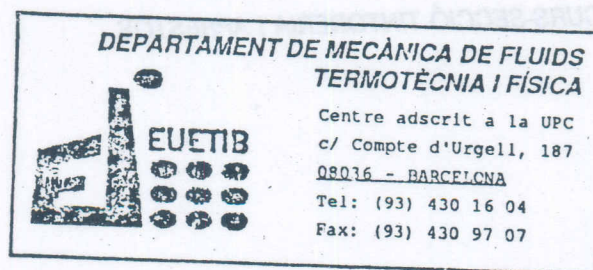 DEPARTAMENT DE MECÀNICA DE FLUIDS
TERMOTÈCNIA I FÍSICA
EUETIB
Centre adscrit a la UPC
c/ Compte d'Urgell, 187
08036 - BARCELONA
Tel: (93) 430 16 04
Fax: (93) 430 97 07